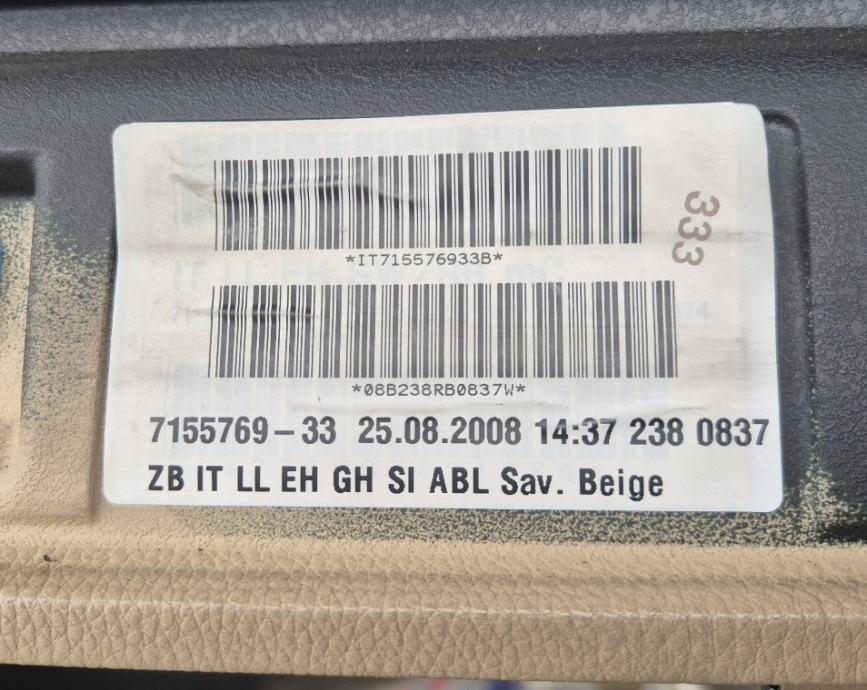 *IT715576933B*
333
*08B238RB0837W*
7155769-33 25.08.2008 14:37 238 0837
ZB IT LL EH GH SI ABL Sav. Beige